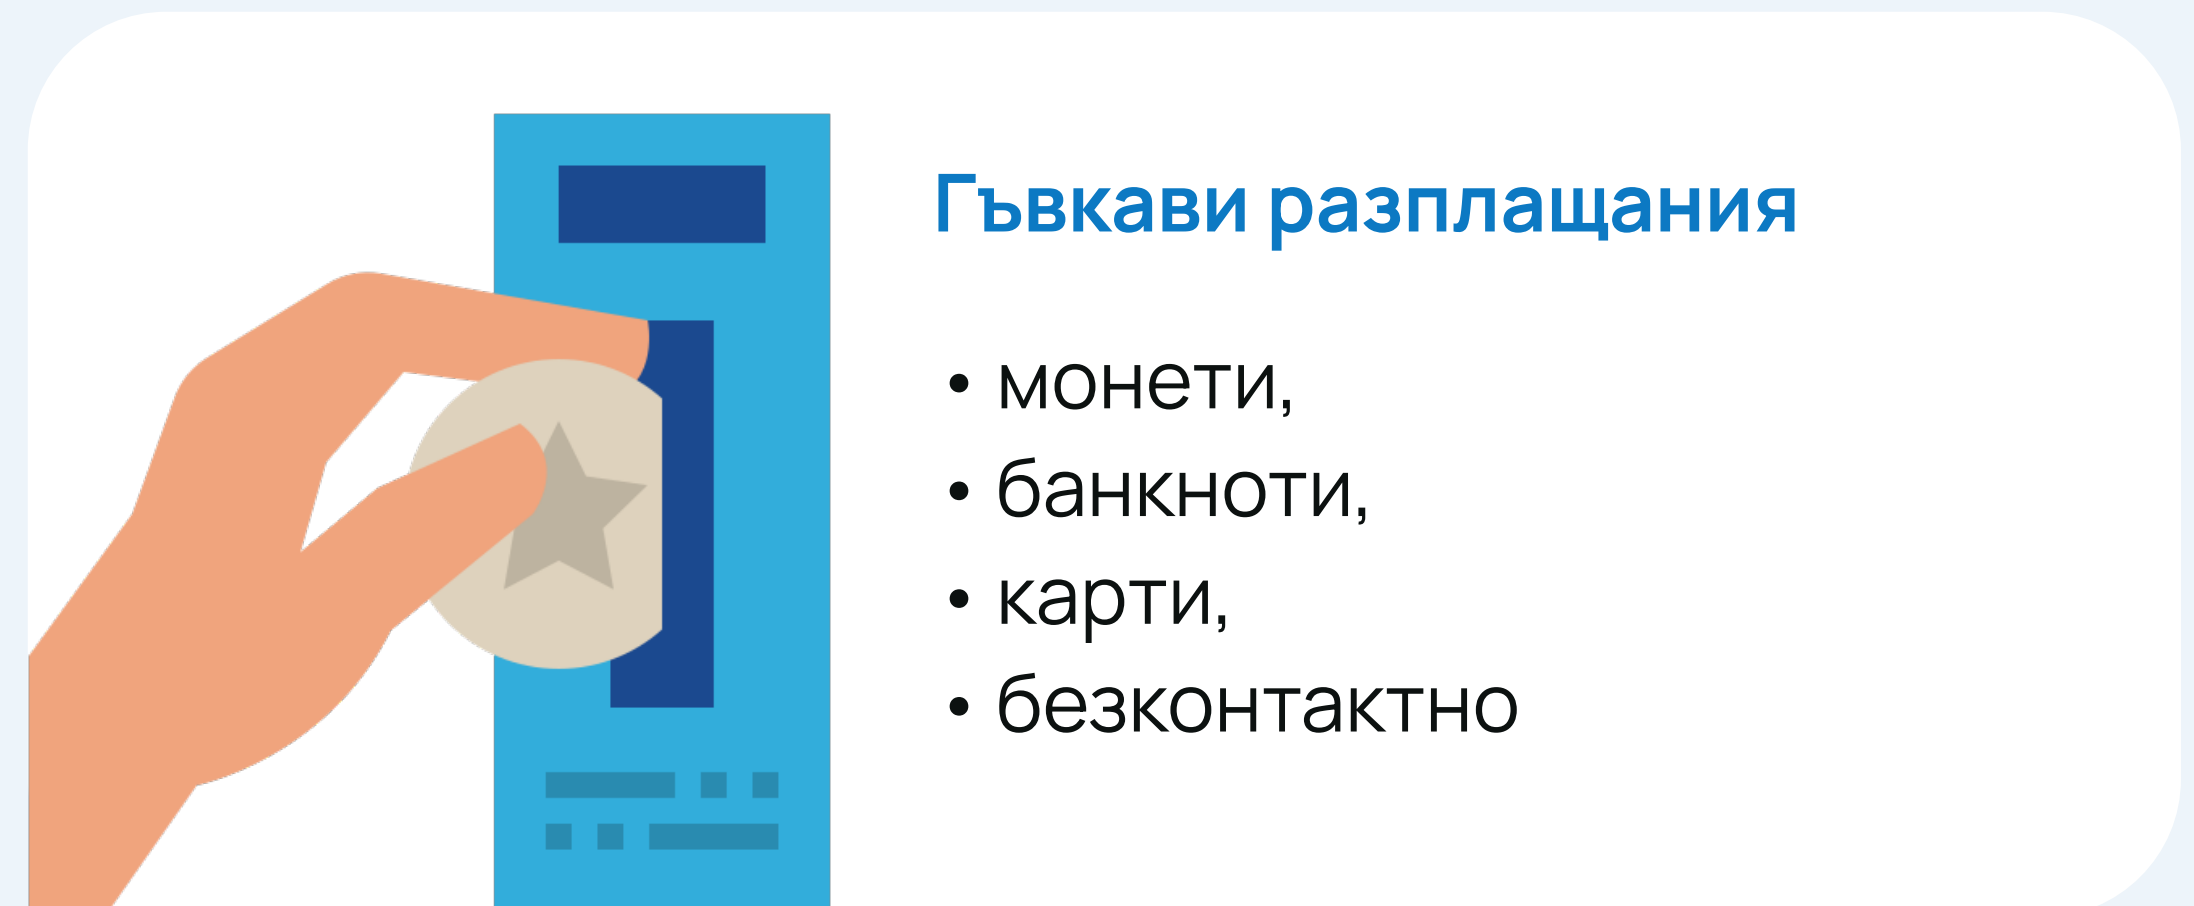 Гъвкави разплащания
• монети,
• банкноти,
• карти,
• безконтактно